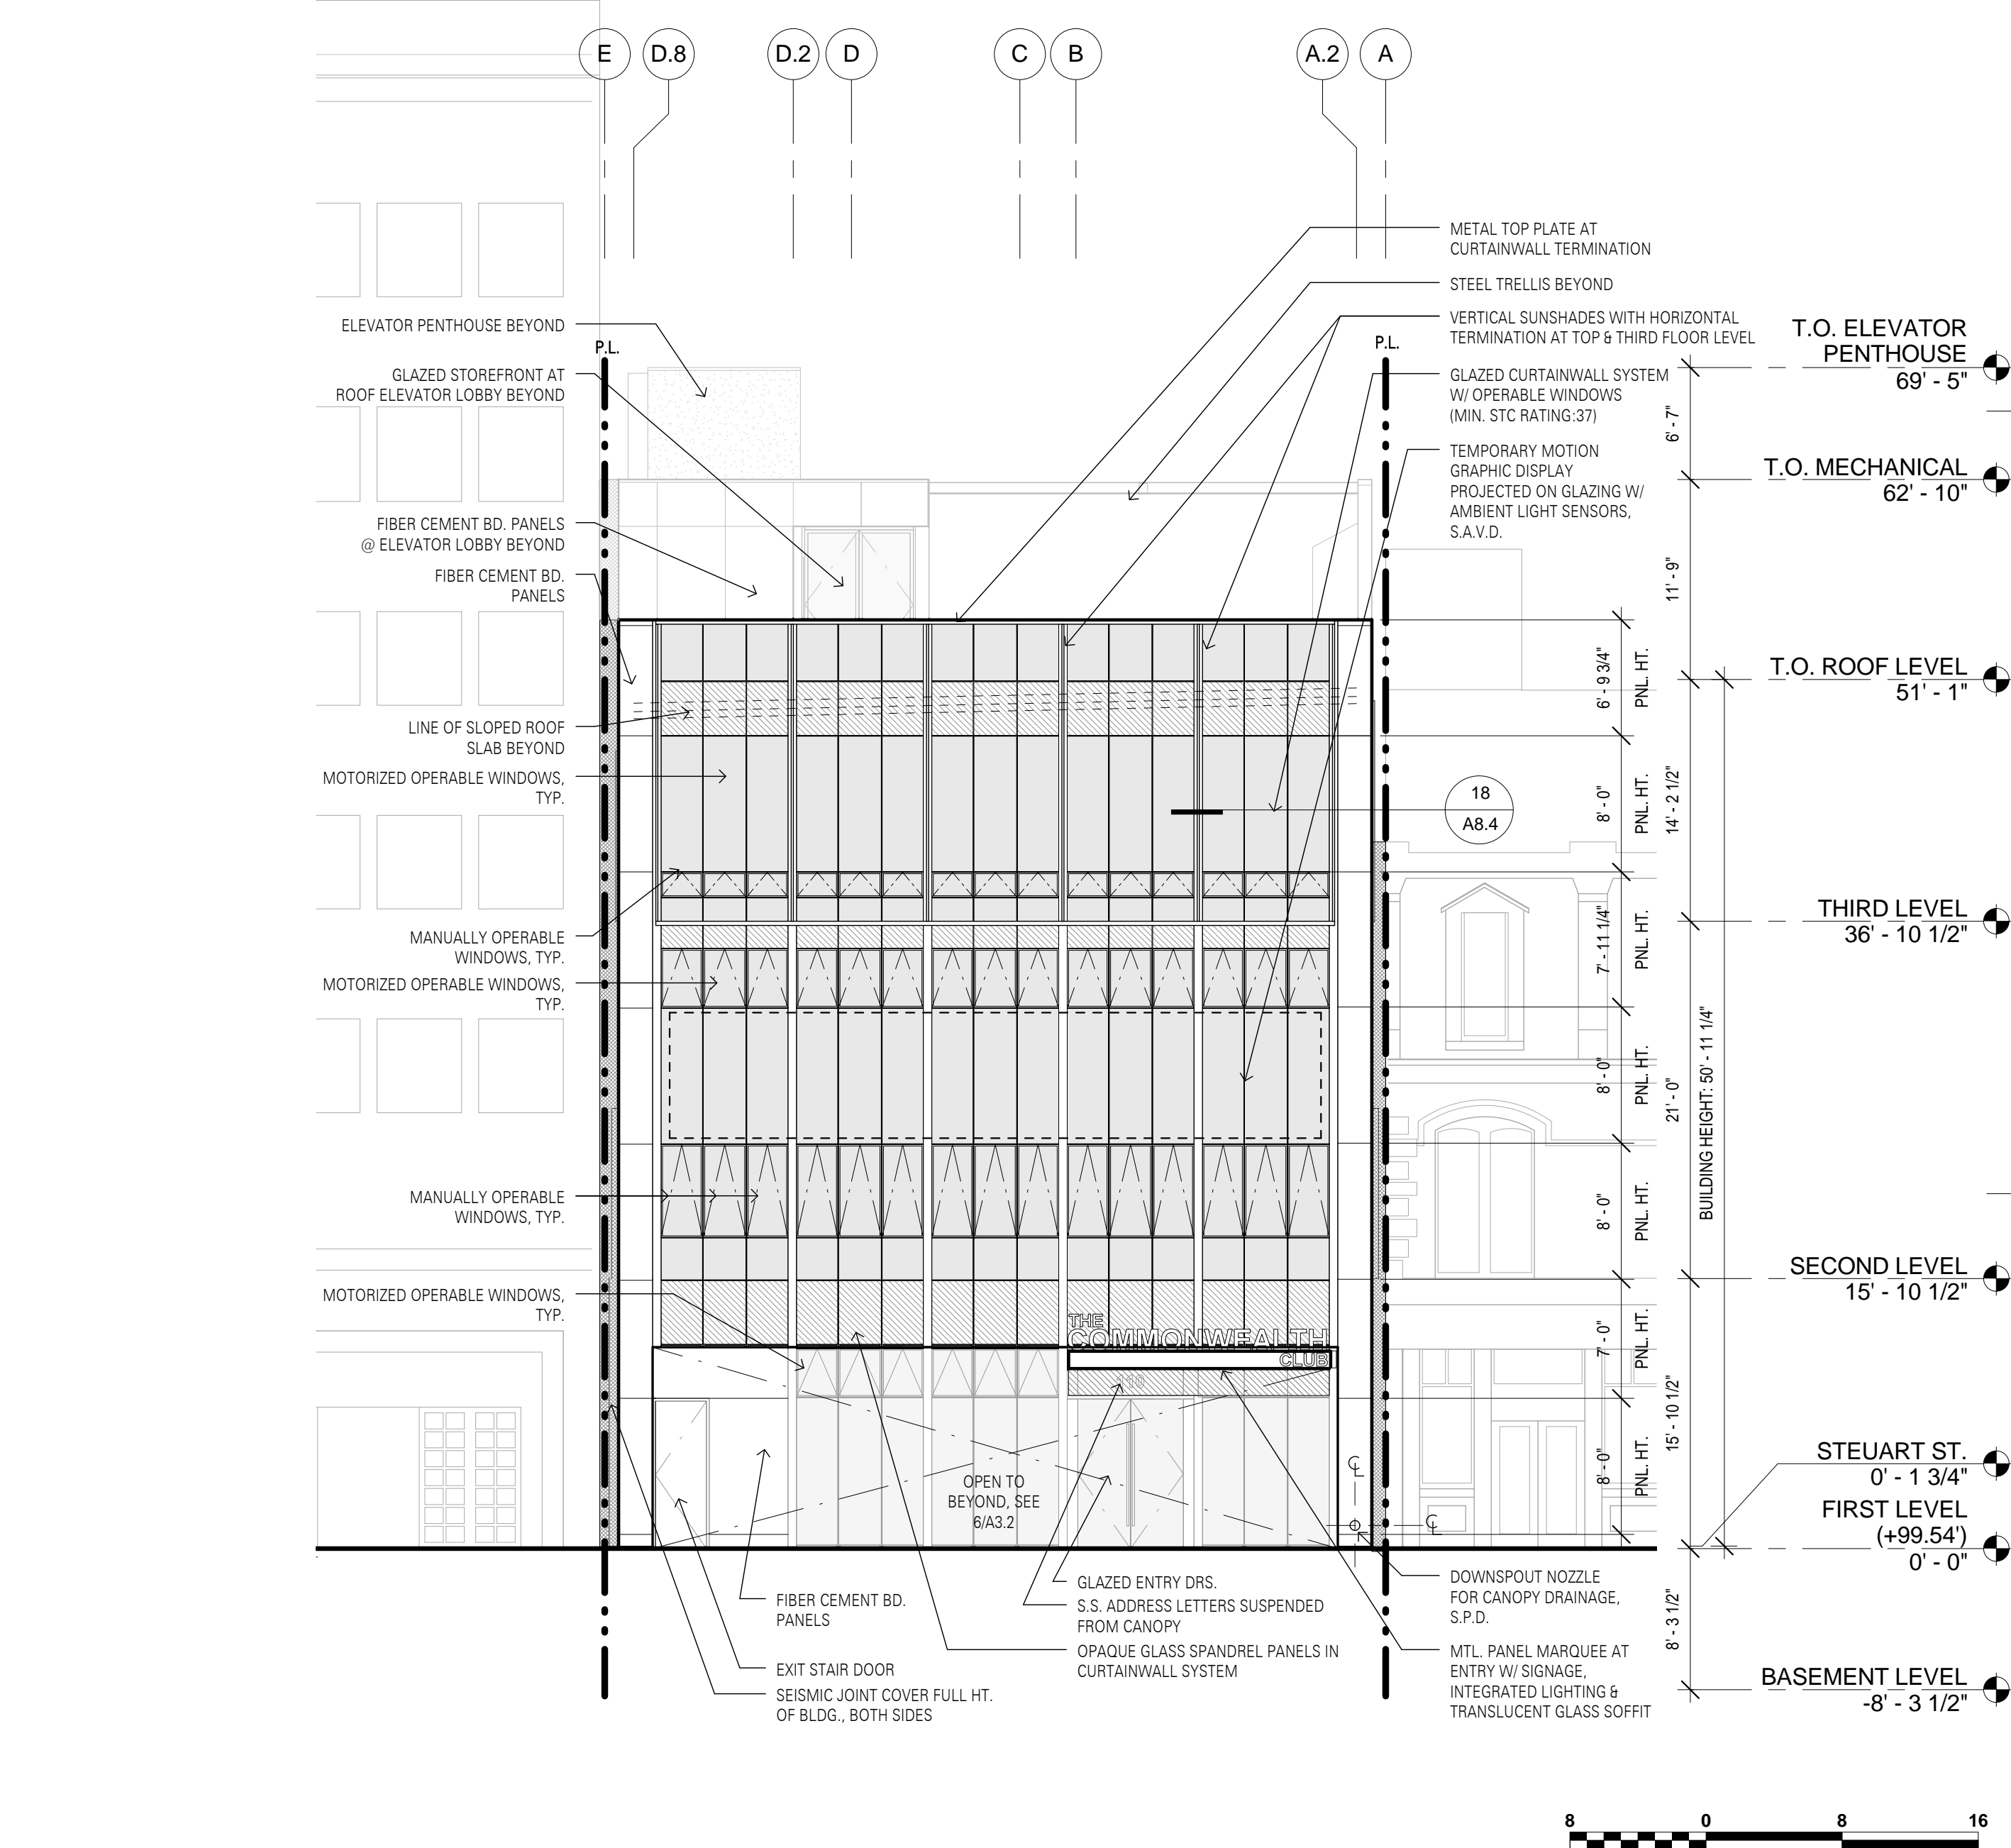 E
D.8
D.2
D
C
B
A.2
A
METAL TOP PLATE AT
CURTAINWALL TERMINATION
STEEL TRELLIS BEYOND
VERTICAL SUNSHADES WITH HORIZONTAL
TERMINATION AT TOP & THIRD FLOOR LEVEL
GLAZED CURTAINWALL SYSTEM
W/ OPERABLE WINDOWS
(MIN. STC RATING:37)
TEMPORARY MOTION
GRAPHIC DISPLAY
PROJECTED ON GLAZING W/
AMBIENT LIGHT SENSORS,
S.A.V.D.
P.L.
P.L.
ELEVATOR PENTHOUSE BEYOND
GLAZED STOREFRONT AT
ROOF ELEVATOR LOBBY BEYOND
FIBER CEMENT BD. PANELS
@ ELEVATOR LOBBY BEYOND
FIBER CEMENT BD.
PANELS
LINE OF SLOPED ROOF
SLAB BEYOND
MOTORIZED OPERABLE WINDOWS,
TYP.
MANUALLY OPERABLE
WINDOWS, TYP.
MOTORIZED OPERABLE WINDOWS,
TYP.
MANUALLY OPERABLE
WINDOWS, TYP.
MOTORIZED OPERABLE WINDOWS,
TYP.
18
A8.4
THE
COMMONWEALTH
CLUB
110
OPEN TO
BEYOND, SEE
6/A3.2
CL
CL
FIBER CEMENT BD.
PANELS
EXIT STAIR DOOR
SEISMIC JOINT COVER FULL HT.
OF BLDG., BOTH SIDES
GLAZED ENTRY DRS.
S.S. ADDRESS LETTERS SUSPENDED
FROM CANOPY
OPAQUE GLASS SPANDREL PANELS IN
CURTAINWALL SYSTEM
DOWNSPOUT NOZZLE
FOR CANOPY DRAINAGE,
S.P.D.
MTL. PANEL MARQUEE AT
ENTRY W/ SIGNAGE,
INTEGRATED LIGHTING &
TRANSLUCENT GLASS SOFFIT
6' - 9 3/4"
PNL. HT.
8' - 0"
PNL. HT.
7' - 11 1/4"
PNL. HT.
8' - 0"
PNL. HT.
8' - 0"
PNL. HT.
7' - 0"
PNL. HT.
8' - 0"
PNL. HT.
6' - 7"
11' - 9"
14' - 2 1/2"
21' - 0"
15' - 10 1/2"
8' - 3 1/2"
BUILDING HEIGHT: 50' - 11 1/4"
T.O. ELEVATOR
PENTHOUSE
69' - 5"
T.O. MECHANICAL
62' - 10"
T.O. ROOF LEVEL
51' - 1"
THIRD LEVEL
36' - 10 1/2"
SECOND LEVEL
15' - 10 1/2"
STEUART ST.
0' - 1 3/4"
FIRST LEVEL
(+99.54')
0' - 0"
BASEMENT LEVEL
-8' - 3 1/2"
8 0 8 16